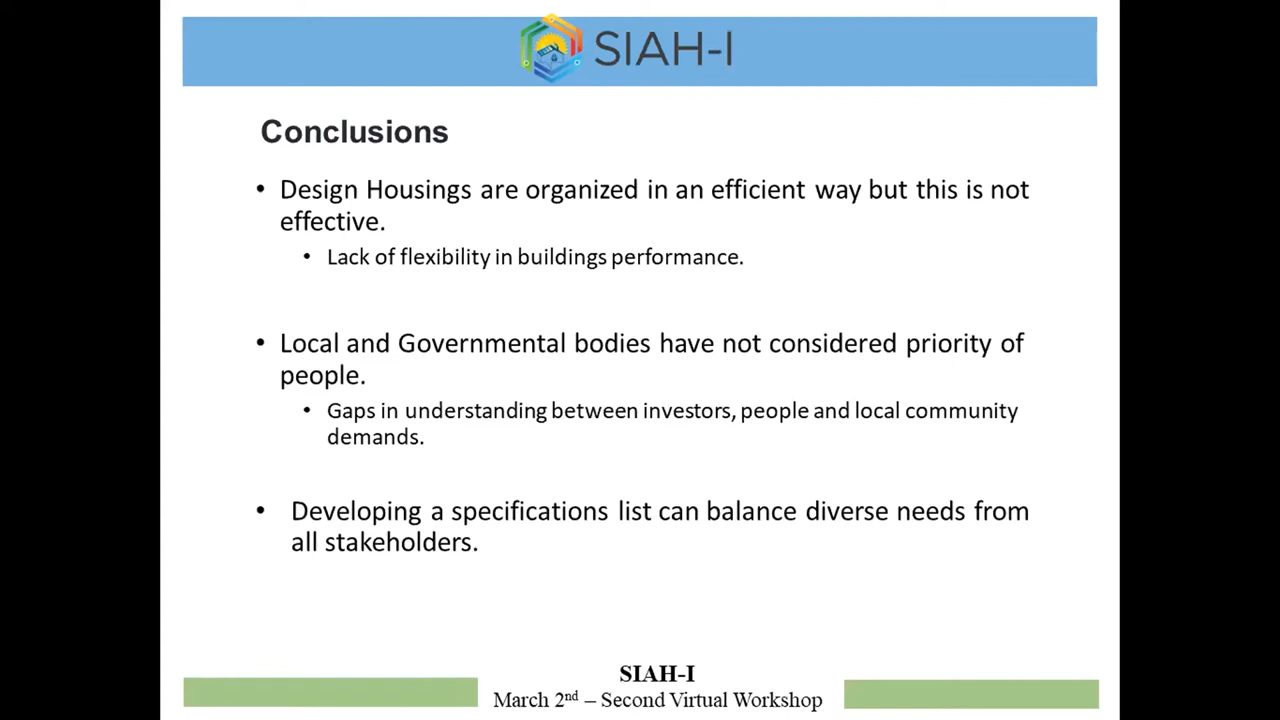 SIAH-I
Conclusions
• Design Housings are organized in an efficient way but this is not
effective.
• Lack of flexibility in buildings performance.
• Local and Governmental bodies have not considered priority of
people.
• Gaps in understanding between investors, people and local community
demands.
• Developing a specifications list can balance diverse needs from
all stakeholders.
SIAH-I
March 2nd – Second Virtual Workshop